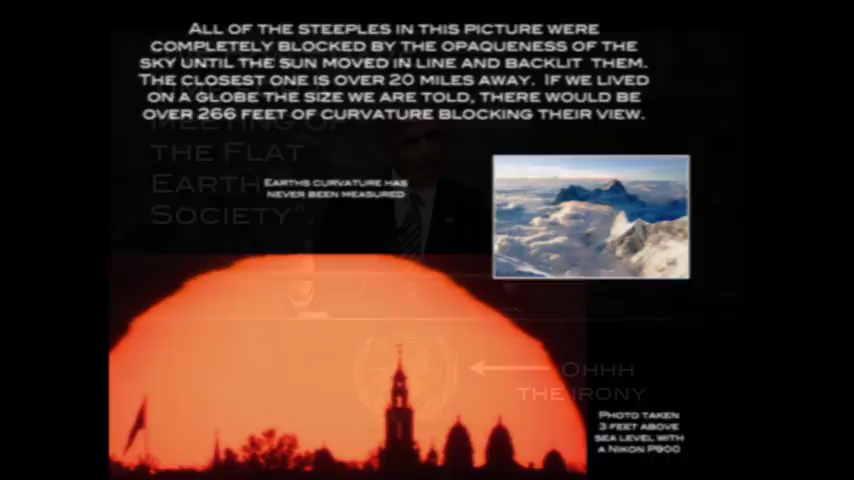 All of the steeples in this picture were
completely blocked by the opaqueness of the
sky until the sun moved in line and backlit them.
The closest one is over 20 miles away. If we lived
on a globe the size we are told, there would be
over 266 feet of curvature blocking their view.
meeting of
the Flat
Earth
Society".
Earths curvature has
never been measured
Ohhh
the irony
Photo taken
3 feet above
sea level with
a Nikon P900